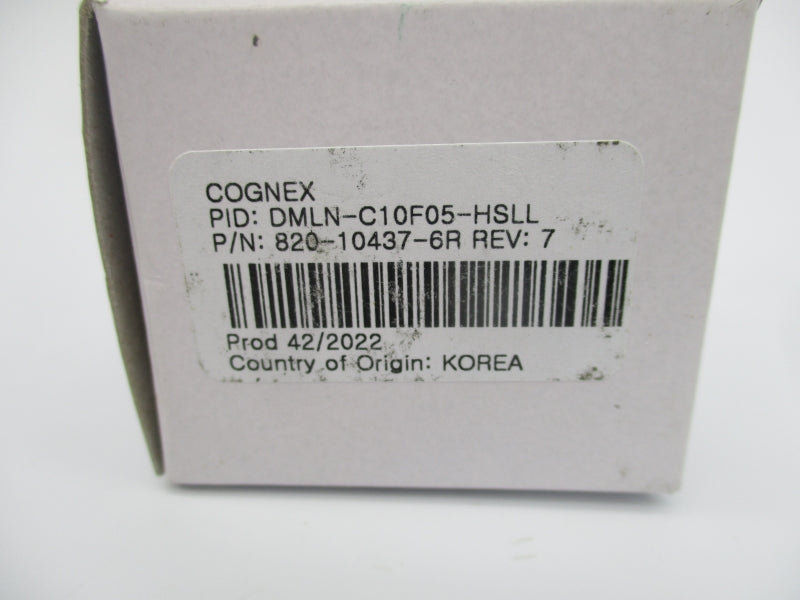 COGNEX
PID: DMLN-C10F05-HSLL
P/N: 820-10437-6R REV: 7
Prod 42/2022
Country of Origin: KOREA